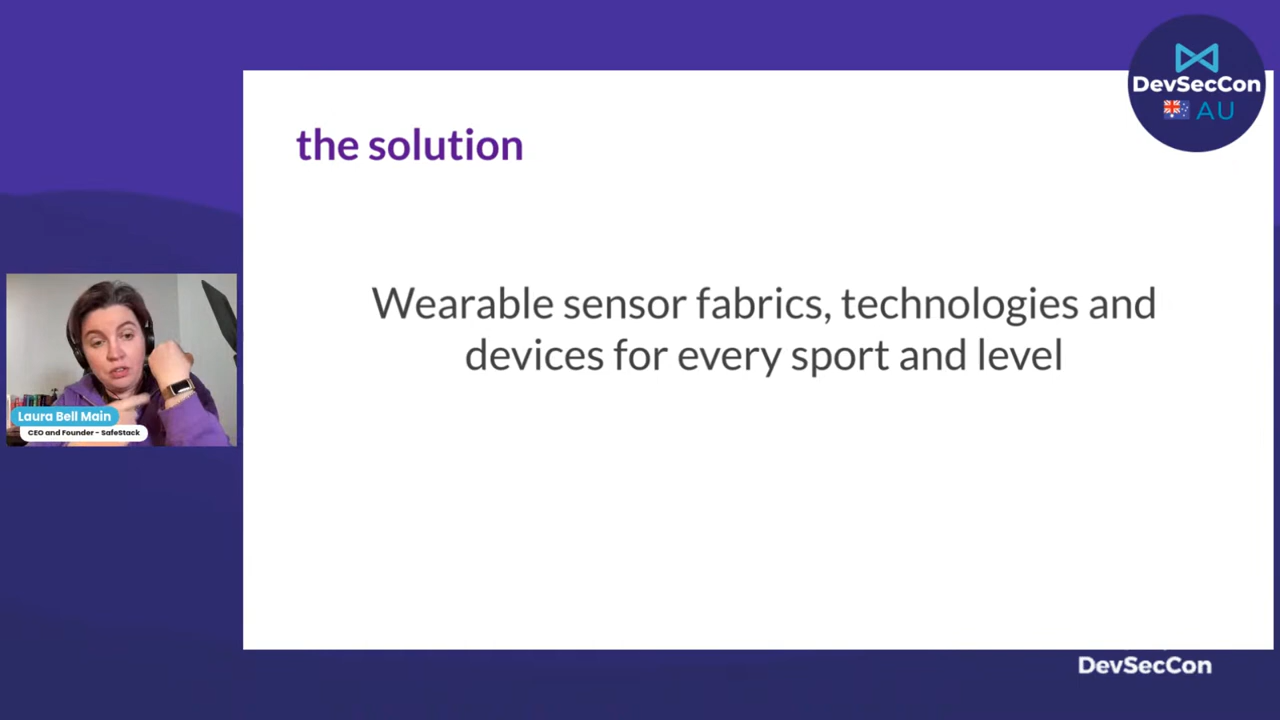 DevSecCon
AU
the solution
Wearable sensor fabrics, technologies and
devices for every sport and level
Laura Bell Main
CEO and Founder - SafeStack
DevSecCon